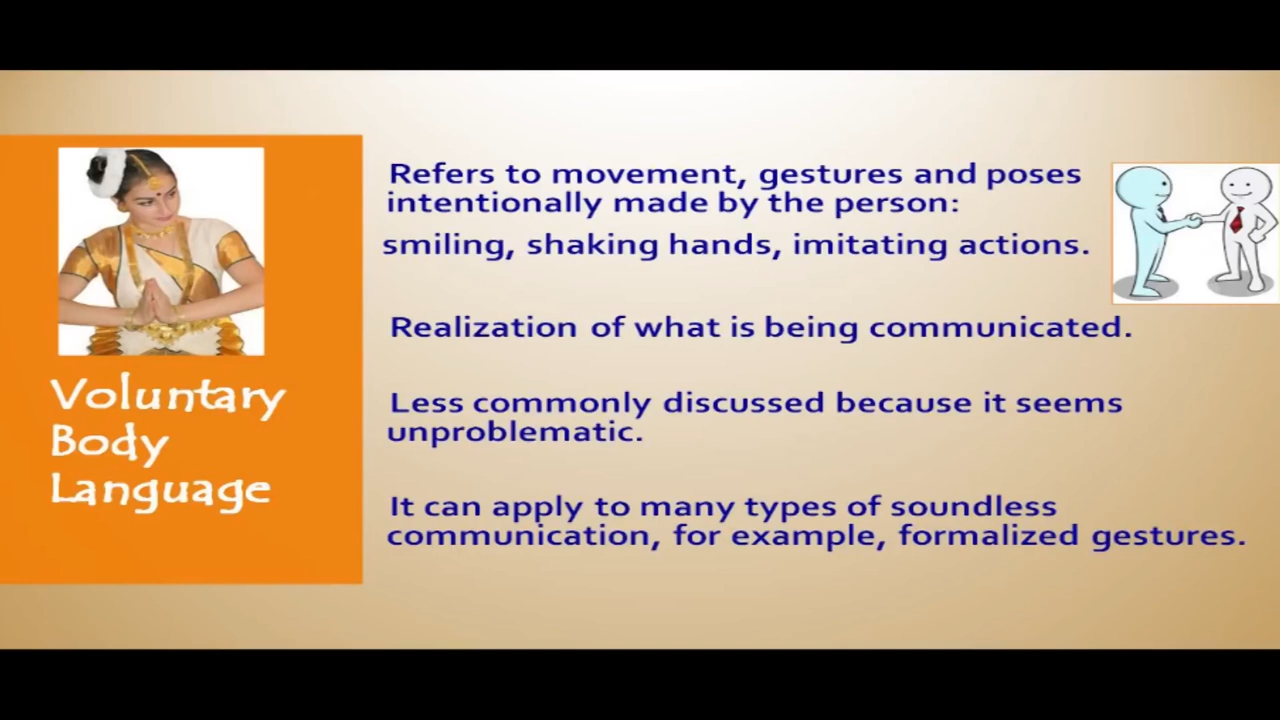 Voluntary
Body
Language
Refers to movement, gestures and poses
intentionally made by the person:
smiling, shaking hands, imitating actions.
Realization of what is being communicated.
Less commonly discussed because it seems
unproblematic.
It can apply to many types of soundless
communication, for example, formalized gestures.